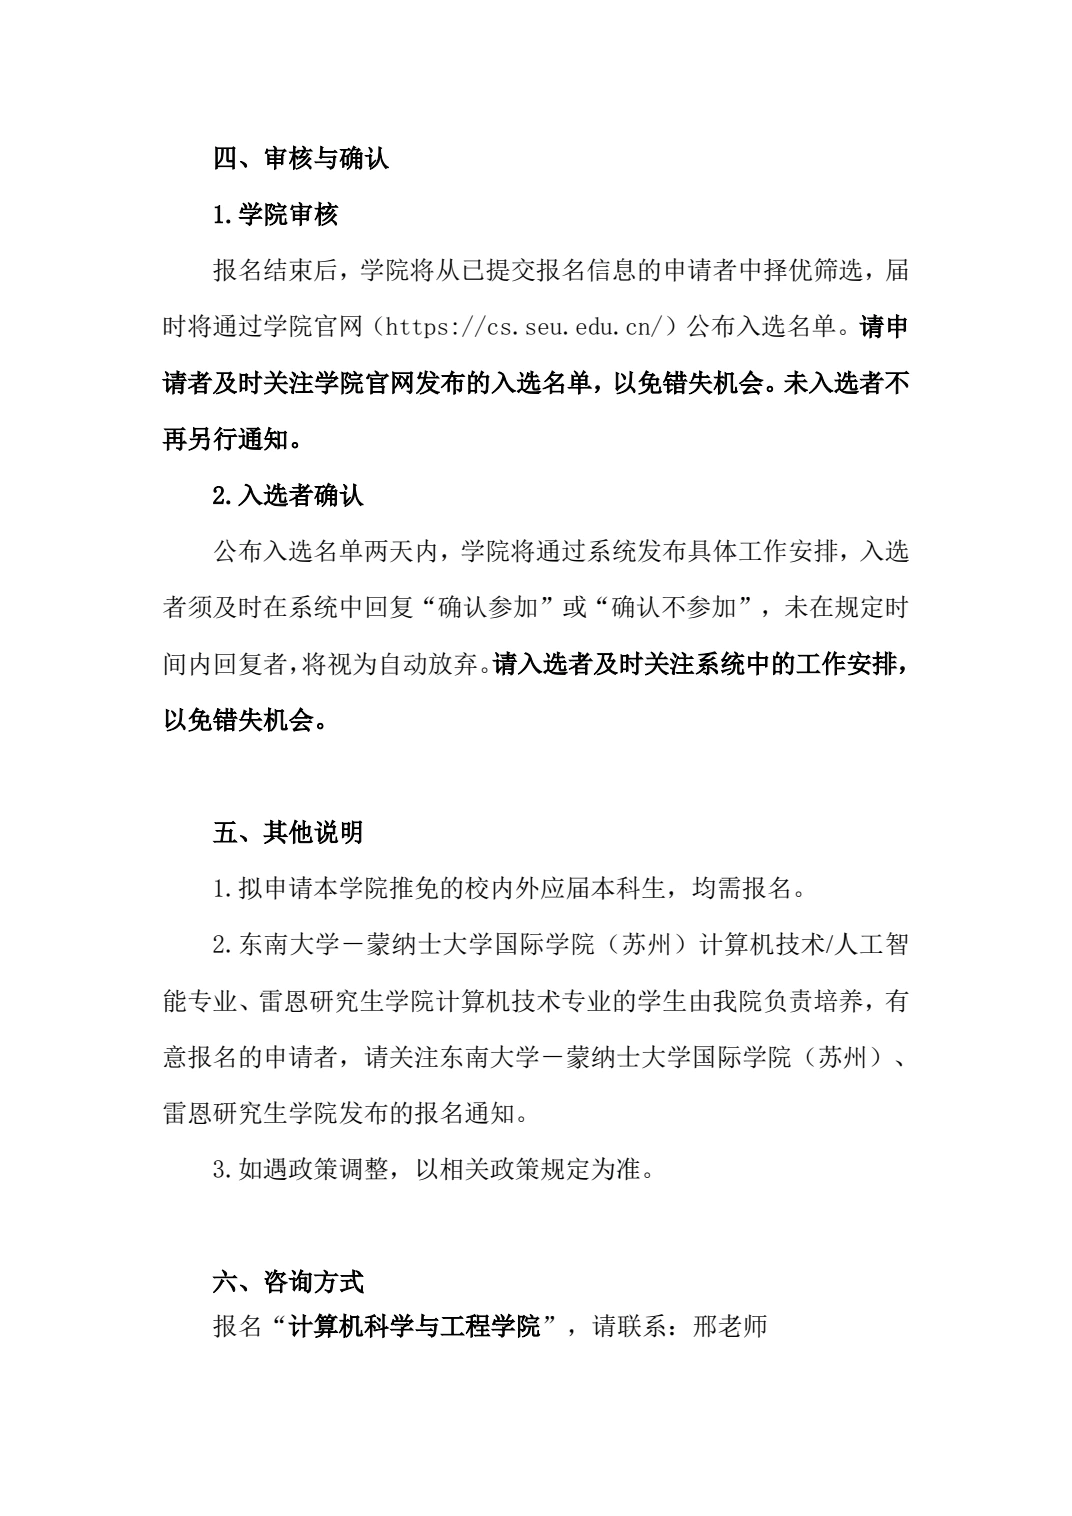 四、审核与确认
1.学院审核
报名结束后，学院将从已提交报名信息的申请者中择优筛选，届
时将通过学院官网（https://cs.seu.edu.cn/）公布入选名单。请申
请者及时关注学院官网发布的入选名单，以免错失机会。未入选者不
再另行通知。
2.入选者确认
公布入选名单两天内，学院将通过系统发布具体工作安排，入选
者须及时在系统中回复“确认参加”或“确认不参加”，未在规定时
间内回复者，将视为自动放弃。请入选者及时关注系统中的工作安排，
以免错失机会。
五、其他说明
1.拟申请本学院推免的校内外应届本科生，均需报名。
2.东南大学－蒙纳士大学国际学院（苏州）计算机技术/人工智
能专业、雷恩研究生学院计算机技术专业的学生由我院负责培养，有
意报名的申请者，请关注东南大学－蒙纳士大学国际学院（苏州）、
雷恩研究生学院发布的报名通知。
3.如遇政策调整，以相关政策规定为准。
六、咨询方式
报名“计算机科学与工程学院”，请联系：邢老师